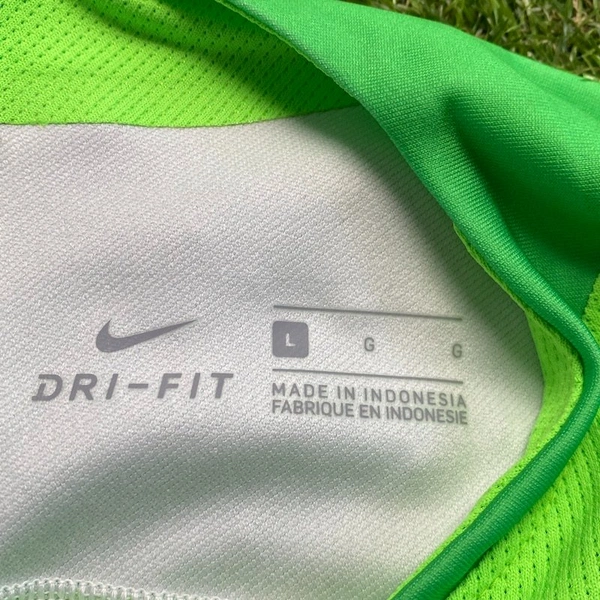 DRI-FIT
L G G
MADE IN INDONESIA
FABRIQUE EN INDONESIE